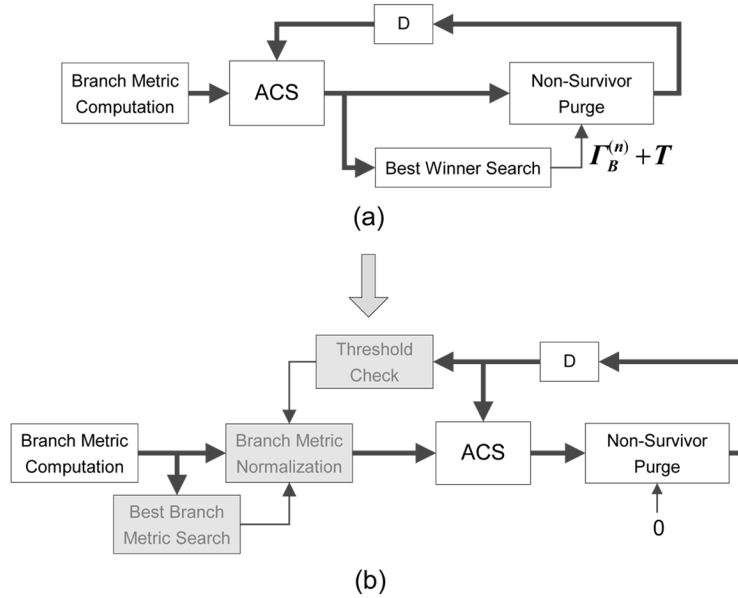 D
Branch Metric
Computation
ACS
Non-Survivor
Purge
Best Winner Search
Γ_B^{(n)} + T
(a)
Threshold
Check
D
Branch Metric
Computation
Branch Metric
Normalization
ACS
Non-Survivor
Purge
Best Branch
Metric Search
0
(b)